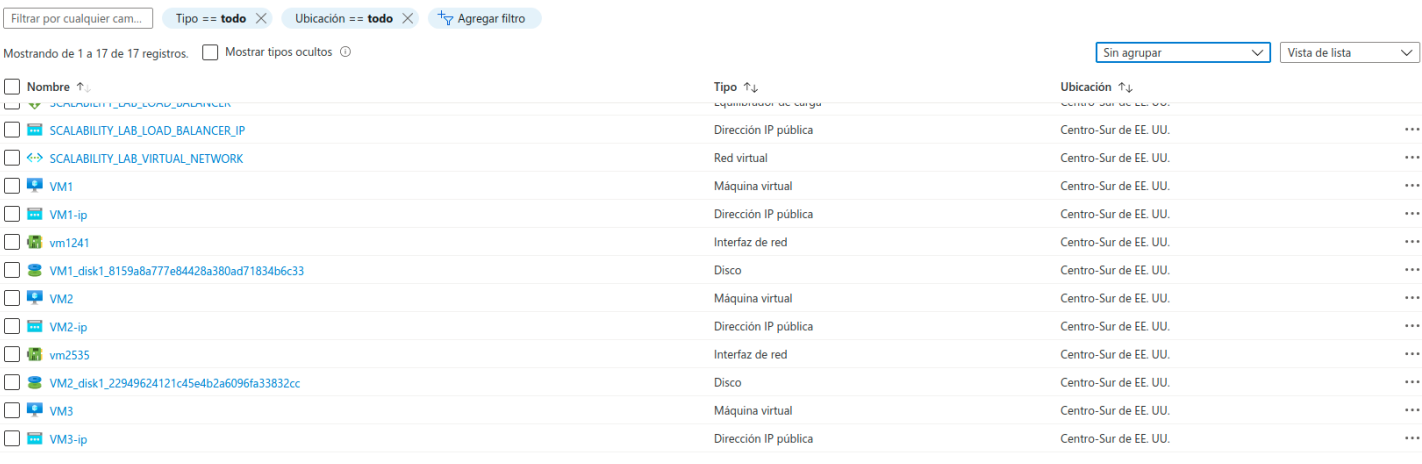 Filtrar por cualquier cam... Tipo == todo Ubicación == todo Agregar filtro
Mostrando de 1 a 17 de 17 registros. Mostrar tipos ocultos Sin agrupar Vista de lista
Nombre Tipo Ubicación
SCALABILITY_LAB_LOAD_BALANCER Equilibrador de carga Centro-Sur de EE. UU.
SCALABILITY_LAB_LOAD_BALANCER_IP Dirección IP pública Centro-Sur de EE. UU.
SCALABILITY_LAB_VIRTUAL_NETWORK Red virtual Centro-Sur de EE. UU.
VM1 Máquina virtual Centro-Sur de EE. UU.
VM1-ip Dirección IP pública Centro-Sur de EE. UU.
vm1241 Interfaz de red Centro-Sur de EE. UU.
VM1_disk1_8159a8a777e84428a380ad71834b6c33 Disco Centro-Sur de EE. UU.
VM2 Máquina virtual Centro-Sur de EE. UU.
VM2-ip Dirección IP pública Centro-Sur de EE. UU.
vm2535 Interfaz de red Centro-Sur de EE. UU.
VM2_disk1_22949624121c45e4b2a6096fa33832cc Disco Centro-Sur de EE. UU.
VM3 Máquina virtual Centro-Sur de EE. UU.
VM3-ip Dirección IP pública Centro-Sur de EE. UU.